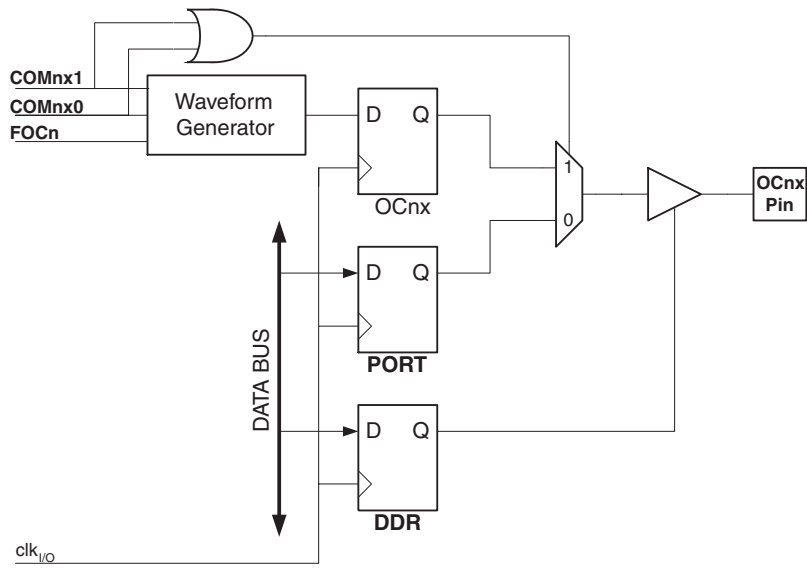 COMnx1
COMnx0
FOCn
Waveform
Generator
D Q
OCnx
1
0
OCnx
Pin
D Q
PORT
DATA BUS
D Q
DDR
clkI/O